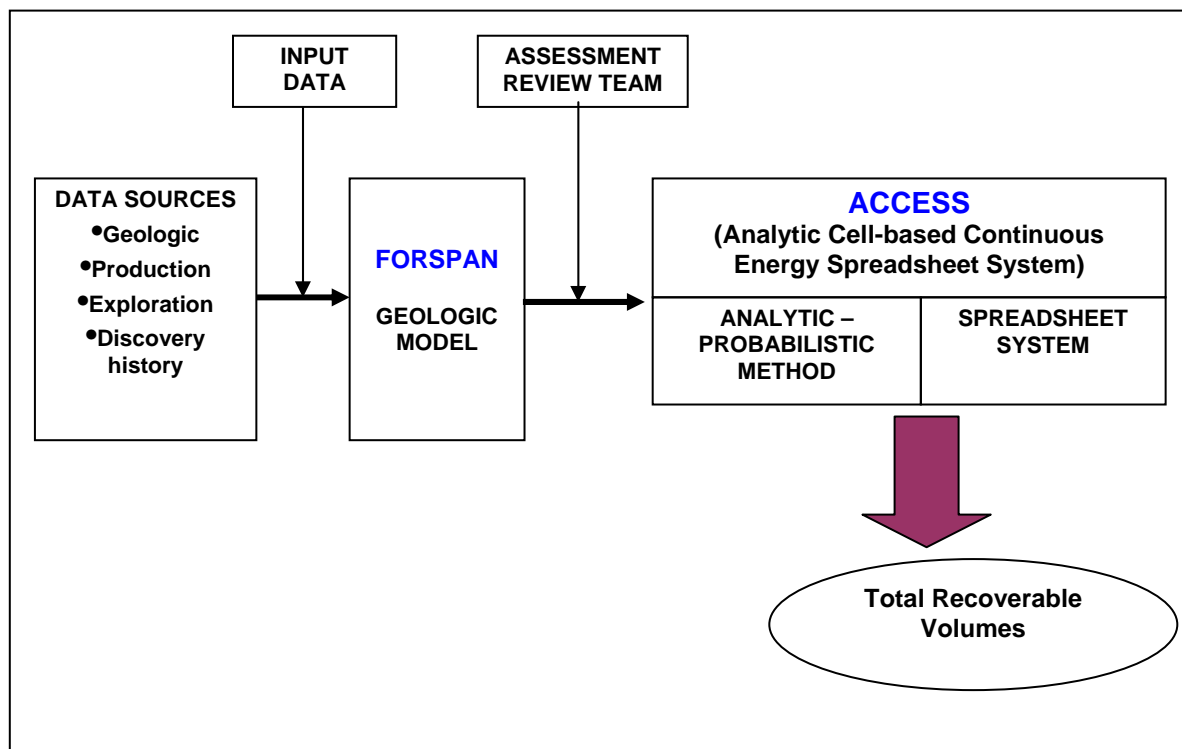 INPUT
DATA
ASSESSMENT
REVIEW TEAM
DATA SOURCES
•Geologic
•Production
•Exploration
•Discovery
history
FORSPAN
GEOLOGIC
MODEL
ACCESS
(Analytic Cell-based Continuous
Energy Spreadsheet System)
ANALYTIC –
PROBABILISTIC
METHOD
SPREADSHEET
SYSTEM
Total Recoverable
Volumes